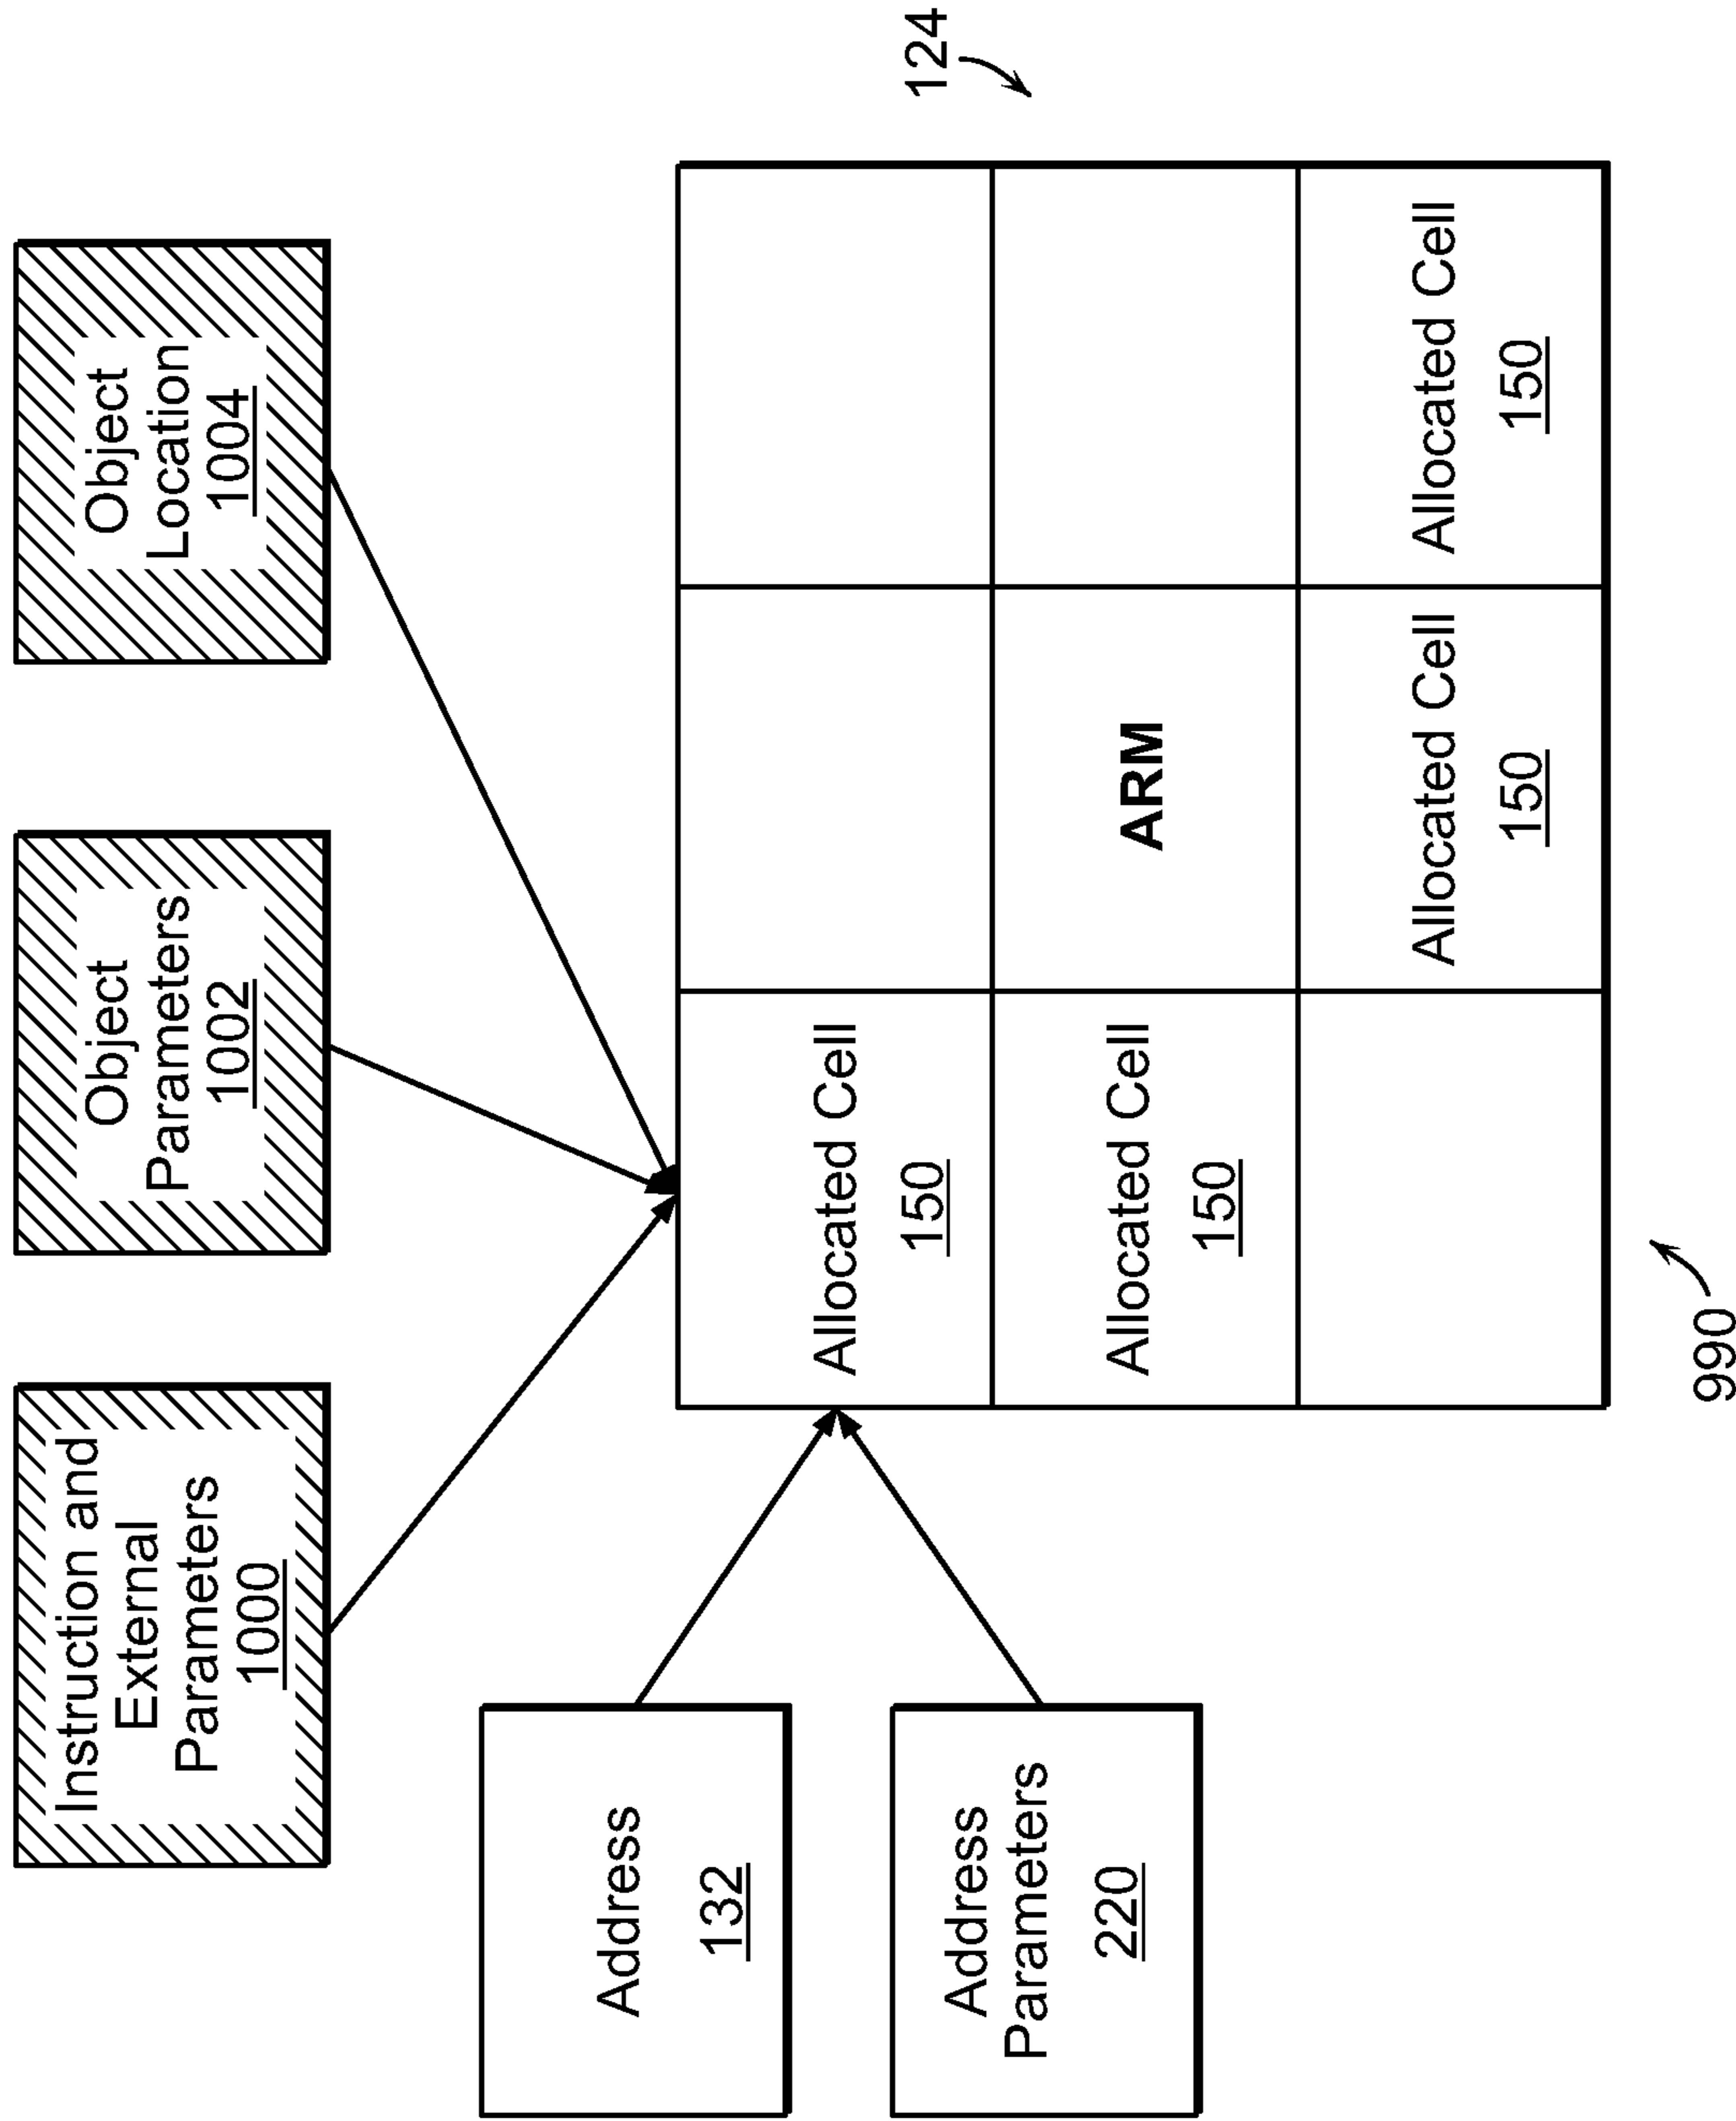 Instruction and
External
Parameters
1000
Object
Parameters
1002
Object
Location
1004
Address
132
Address
Parameters
220
Allocated Cell
150
124
Allocated Cell
150
ARM
Allocated Cell
150
Allocated Cell
150
990